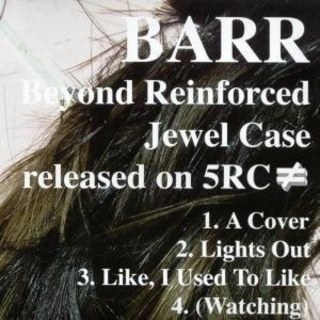 BARR
Beyond Reinforced
Jewel Case
released on 5RC≠
1. A Cover
2. Lights Out
3. Like, I Used To Like
4. (Watching)